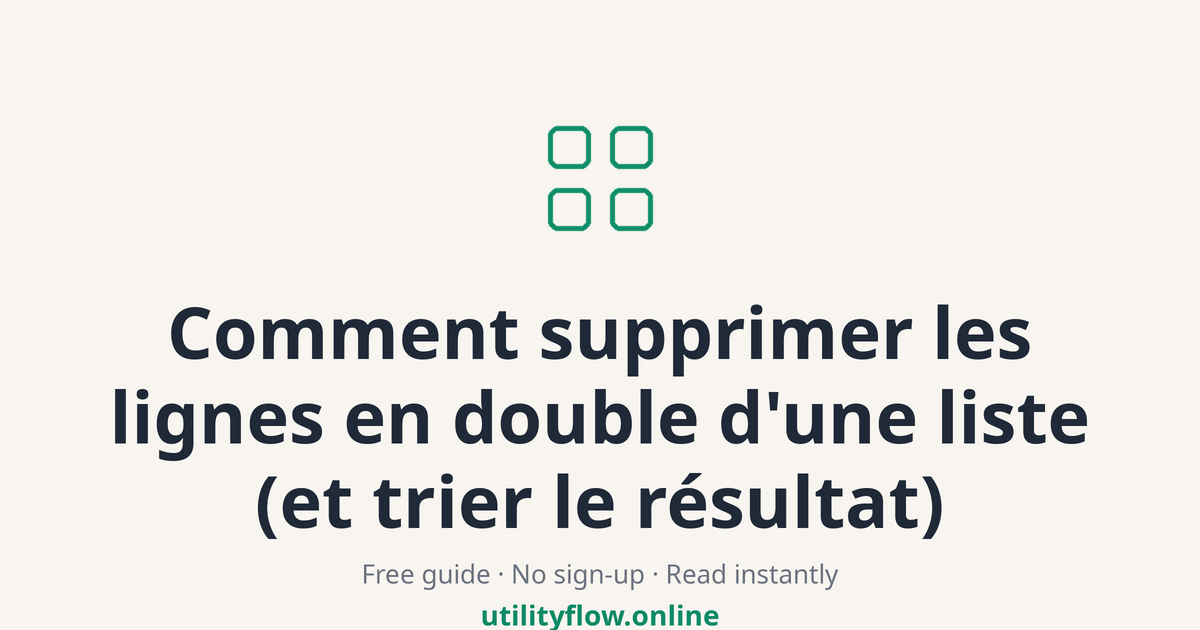 Comment supprimer les
lignes en double d'une liste
(et trier le résultat)
Free guide · No sign-up · Read instantly
utilityflow.online